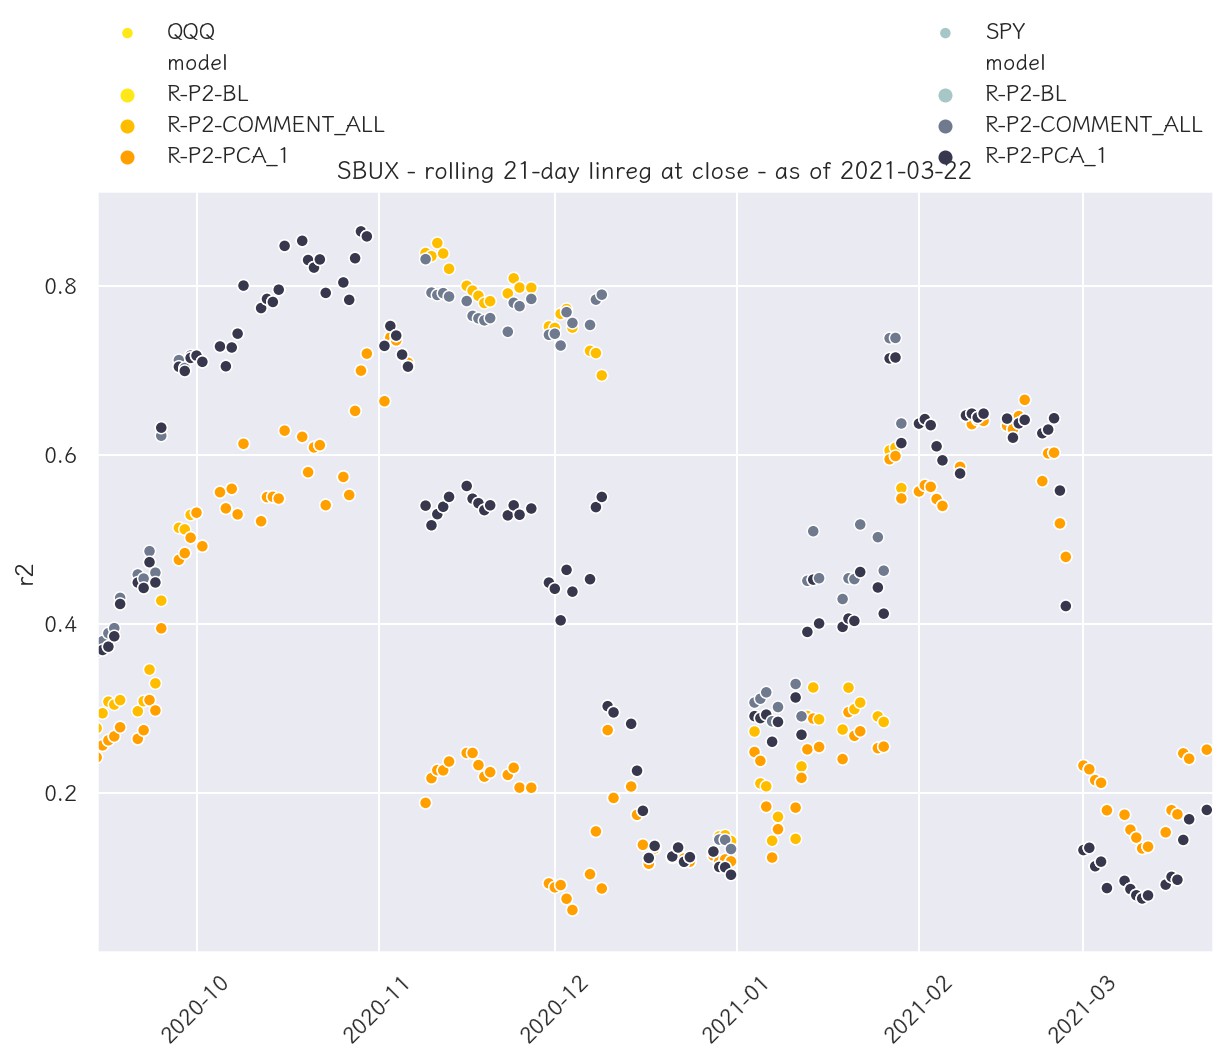 QQQ
model
R-P2-BL
R-P2-COMMENT_ALL
R-P2-PCA_1
SPY
model
R-P2-BL
R-P2-COMMENT_ALL
R-P2-PCA_1
SBUX - rolling 21-day linreg at close - as of 2021-03-22
r2
0.8
0.6
0.4
0.2
2020-10
2020-11
2020-12
2021-01
2021-02
2021-03